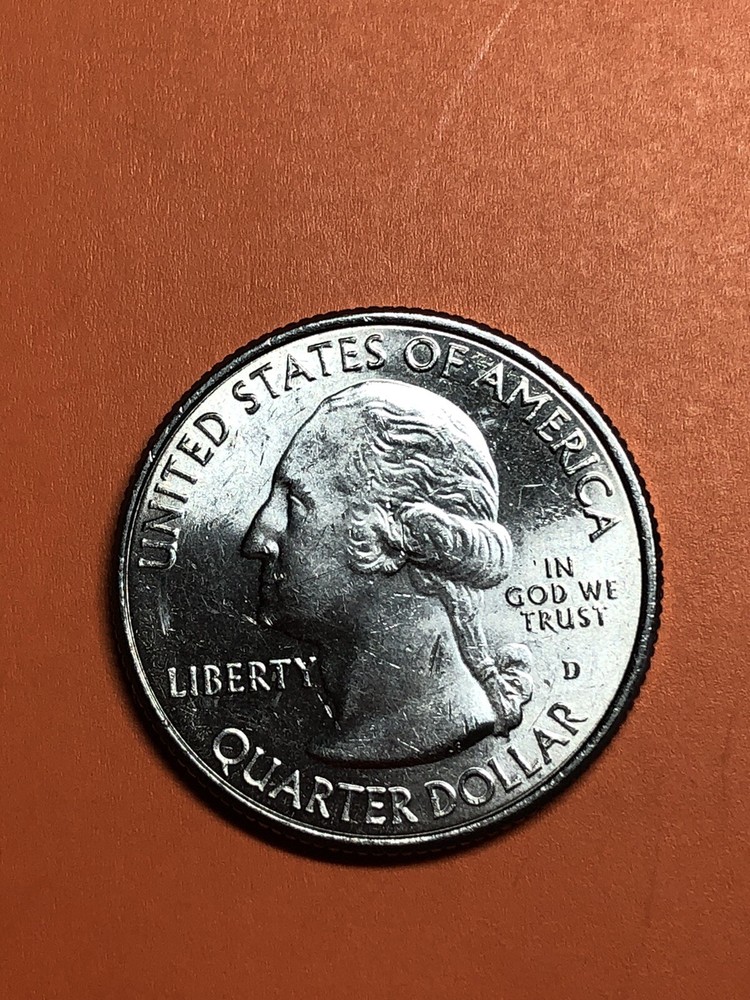 UNITED STATES OF AMERICA
IN
GOD WE
TRUST
LIBERTY
D
QUARTER DOLLAR